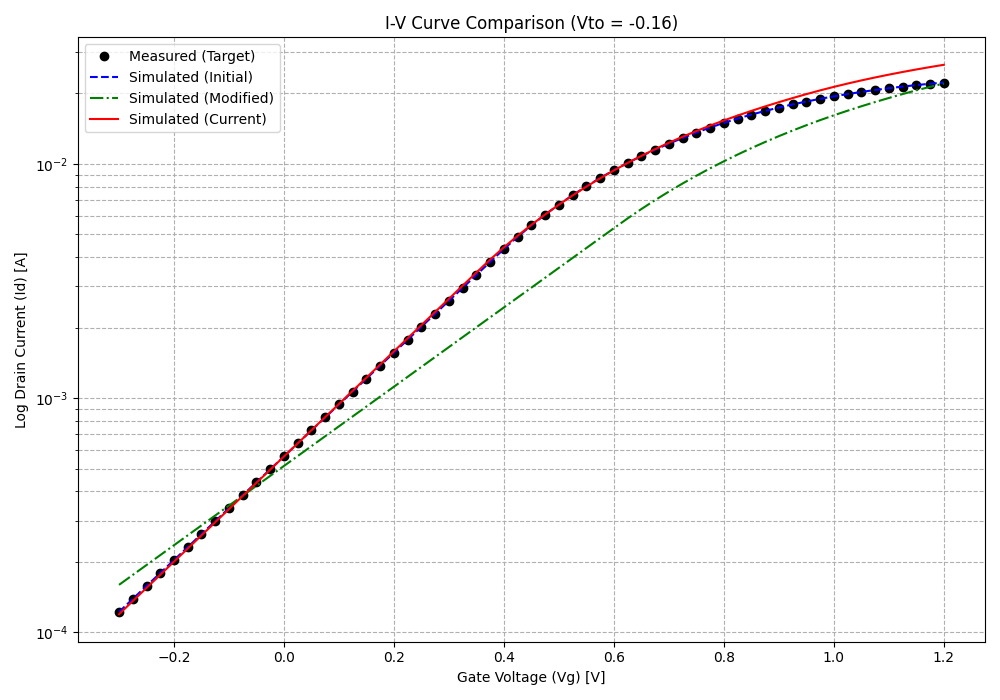 I-V Curve Comparison (Vto = -0.16)
Measured (Target)
Simulated (Initial)
Simulated (Modified)
Simulated (Current)
Log Drain Current (Id) [A]
10⁻²
10⁻³
10⁻⁴
−0.2 0.0 0.2 0.4 0.6 0.8 1.0 1.2
Gate Voltage (Vg) [V]